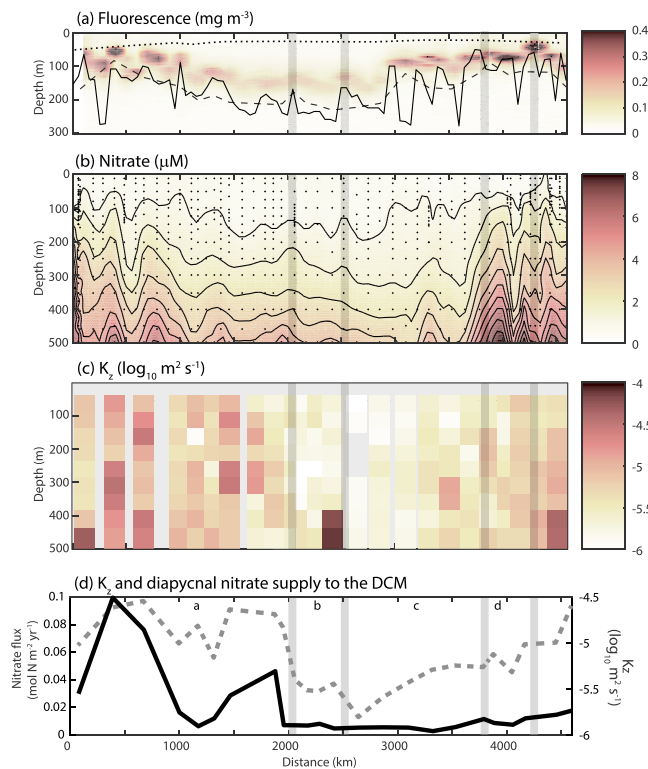 (a) Fluorescence (mg m-3)
0
100
200
300
Depth (m)
0.4
0.3
0.2
0.1
0
(b) Nitrate (μM)
0
100
200
300
400
500
Depth (m)
8
6
4
2
0
(c) Kz (log10 m2 s-1)
100
200
300
400
500
Depth (m)
-4
-4.5
-5
-5.5
-6
(d) Kz and diapycnal nitrate supply to the DCM
0.1
0.08
0.06
0.04
0.02
0
Nitrate flux
(mol N m-2 yr-1)
a
b
c
d
-4.5
-5
-5.5
-6
Kz
(log10 m2 s-1)
0
1000
2000
3000
4000
Distance (km)